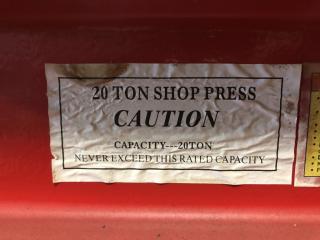 20 TON SHOP PRESS
CAUTION
CAPACITY---20TON
NEVER EXCEED THIS RATED CAPACITY